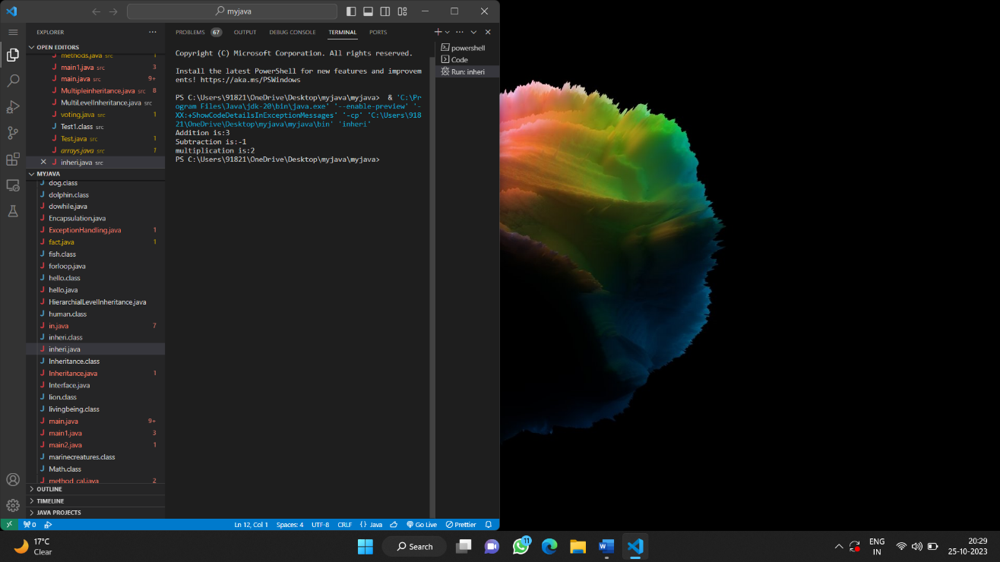 myjava
EXPLORER
OPEN EDITORS
methods.java src 1
main1.java src 3
main.java src 9+
Multipleinheritance.java src 8
MultiLevelInheritance.java src
voting.java src 1
Test1.class src
Test.java src 1
arrays.java src 1
inheri.java src
MYJAVA
dog.class
dolphin.class
dowhile.java
Encapsulation.java
ExceptionHandling.java 1
fact.java 1
fish.class
forloop.java
hello.class
hello.java
HierarchialLevelInheritance.java
human.class
in.java 7
inheri.class
inheri.java
Inheritance.class
Inheritance.java 1
Interface.java
lion.class
livingbeing.class
main.java 9+
main1.java 3
main2.java 1
marinecreatures.class
Math.class
method_cal.java 2
OUTLINE
TIMELINE
JAVA PROJECTS
PROBLEMS 67 OUTPUT DEBUG CONSOLE TERMINAL PORTS
Copyright (C) Microsoft Corporation. All rights reserved.
Install the latest PowerShell for new features and improvem
ents! https://aka.ms/PSWindows
PS C:\Users\91821\OneDrive\Desktop\myjava\myjava>  & 'C:\Pr
ogram Files\Java\jdk-20\bin\java.exe' '--enable-preview' '-
XX:+ShowCodeDetailsInExceptionMessages' '-cp' 'C:\Users\918
21\OneDrive\Desktop\myjava\myjava\bin' 'inheri'
Addition is:3
Subtraction is:-1
multiplication is:2
PS C:\Users\91821\OneDrive\Desktop\myjava\myjava>
powershell
Code
Run: inheri
0 Ln 12, Col 1 Spaces: 4 UTF-8 CRLF {} Java Go Live Prettier
17°C
Clear
Search
11
ENG
IN
20:29
25-10-2023